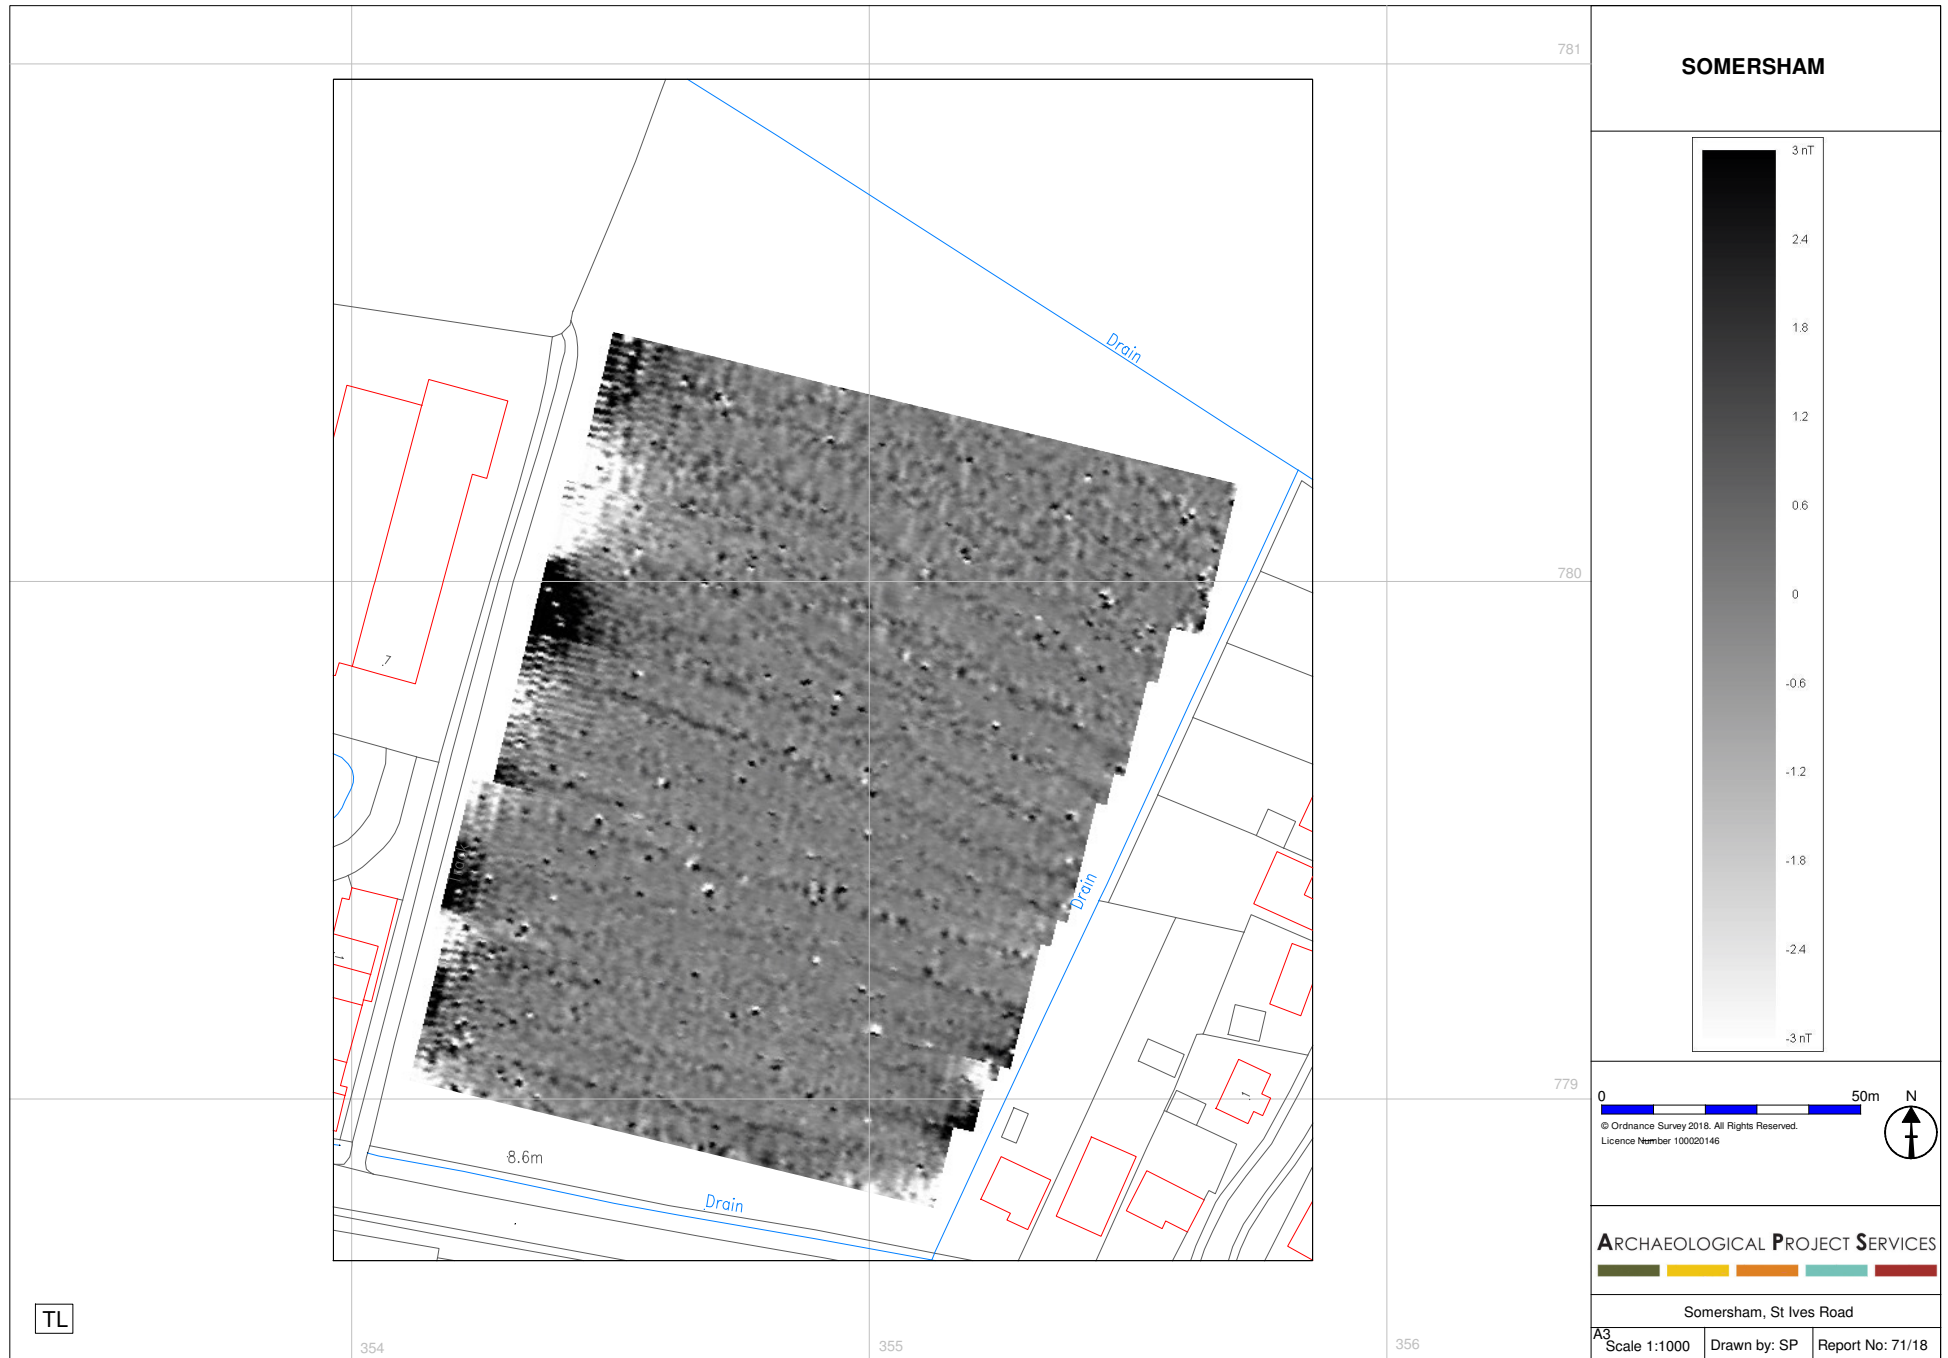 781
SOMERSHAM
3 nT
2.4
1.8
1.2
0.6
0
-0.6
-1.2
-1.8
-2.4
-3 nT
Drain
780
7
Drain
1
779
1
8.6m
Drain
0 50m N
© Ordnance Survey 2018. All Rights Reserved.
Licence Number 100020146
ARCHAEOLOGICAL PROJECT SERVICES
Somersham, St Ives Road
A3
Scale 1:1000 Drawn by: SP Report No: 71/18
TL
354 355 356